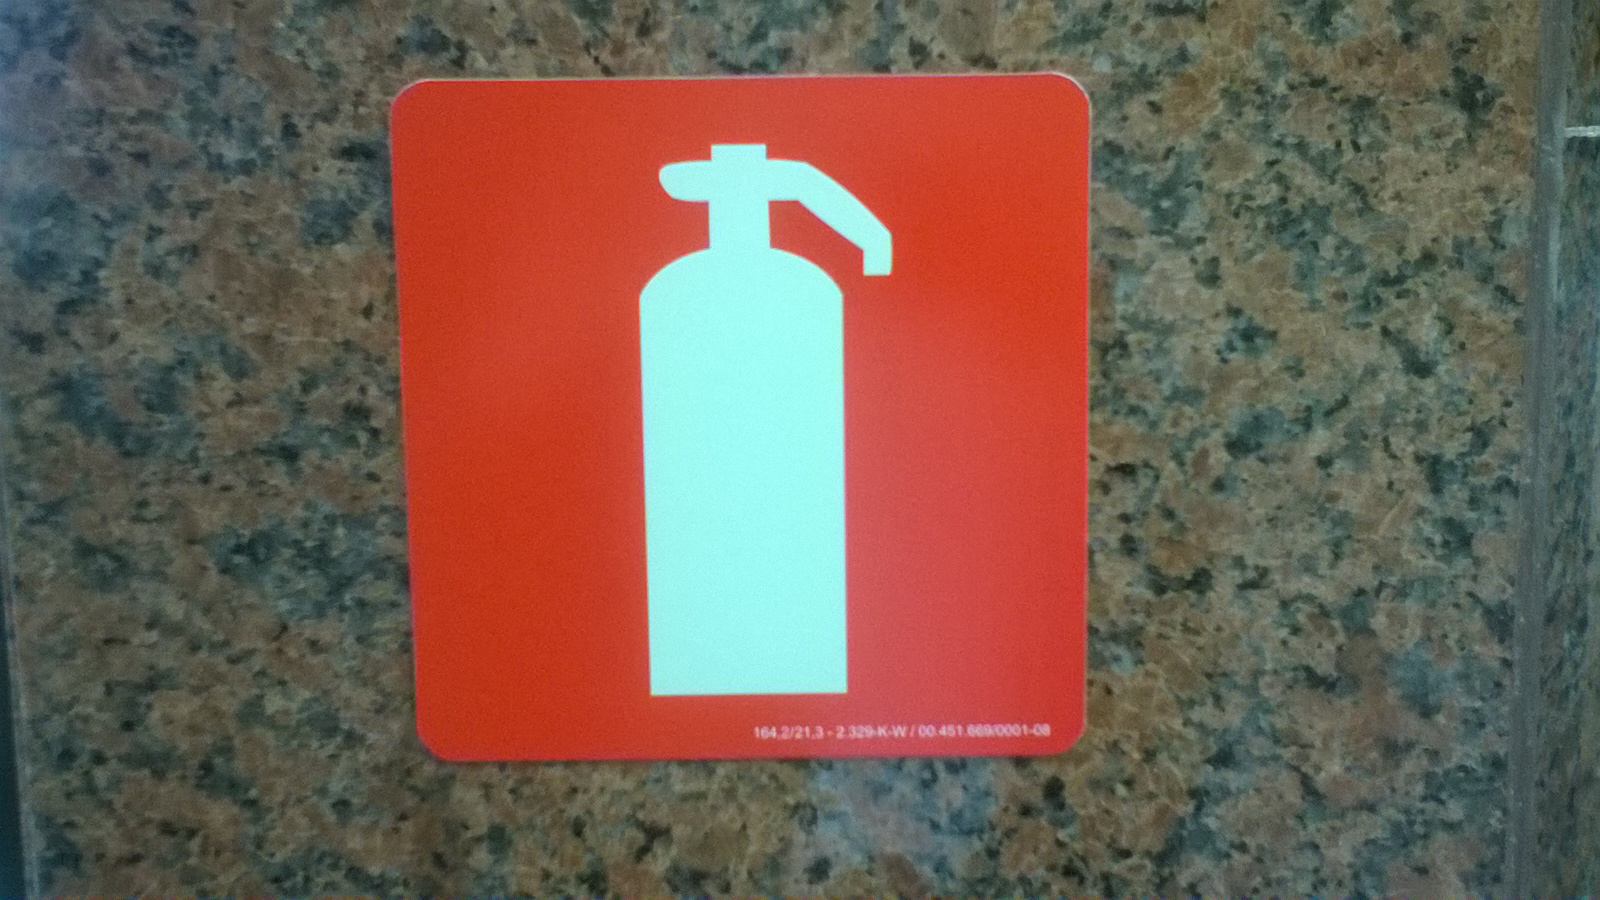 164,2/21,3 - 2.329-K-W / 00.451.669/0001-08